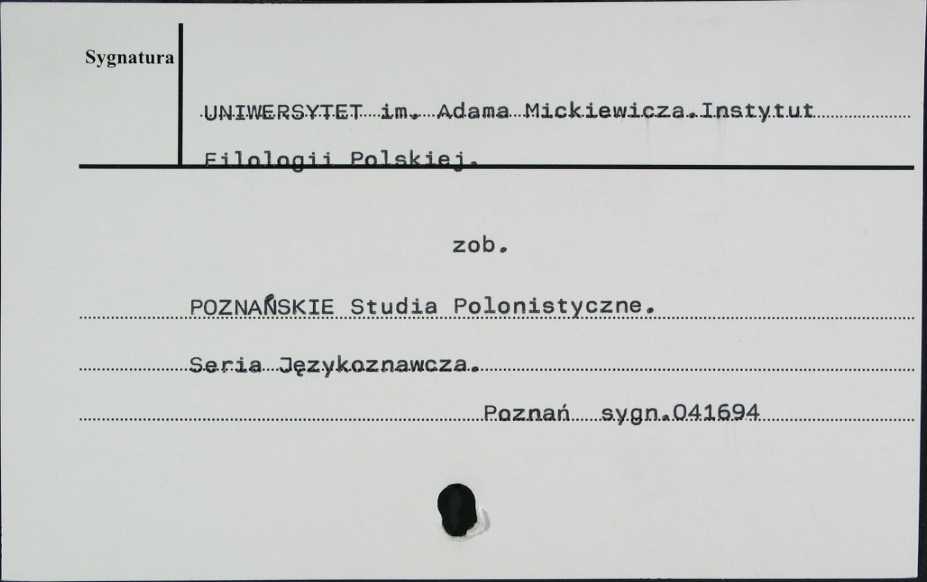 Sygnatura
UNIWERSYTET im. Adama Mickiewicza.Instytut
Filologii Polskiej.
zob.
POZNAŃSKIE Studia Polonistyczne.
Seria Językoznawcza.
Poznań sygn.041694